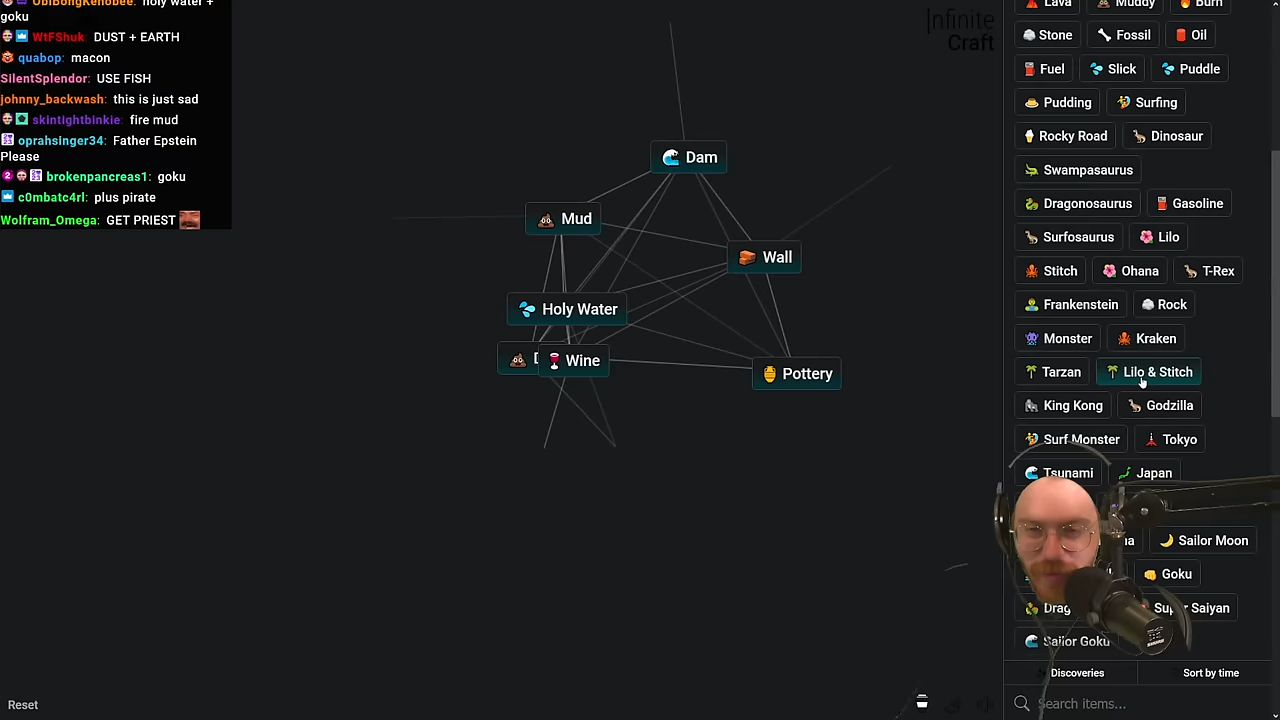 ObiBongKenobee: holy water +
goku
WtFShuk: DUST + EARTH
quabop: macon
SilentSplendor: USE FISH
johnny_backwash: this is just sad
skintightbinkie: fire mud
oprahsinger34: Father Epstein
Please
brokenpancreas1: goku
c0mbatc4rl: plus pirate
Wolfram_Omega: GET PRIEST
Infinite
Craft
Dam
Mud
Wall
Holy Water
Wine
Pottery
Lava Muddy Burn
Stone Fossil Oil
Fuel Slick Puddle
Pudding Surfing
Rocky Road Dinosaur
Swampasaurus
Dragonosaurus Gasoline
Surfosaurus Lilo
Stitch Ohana T-Rex
Frankenstein Rock
Monster Kraken
Tarzan Lilo & Stitch
King Kong Godzilla
Surf Monster Tokyo
Tsunami Japan
Sailor Moon
Goku
Super Saiyan
Sailor Goku
Discoveries Sort by time
Search items...
Reset